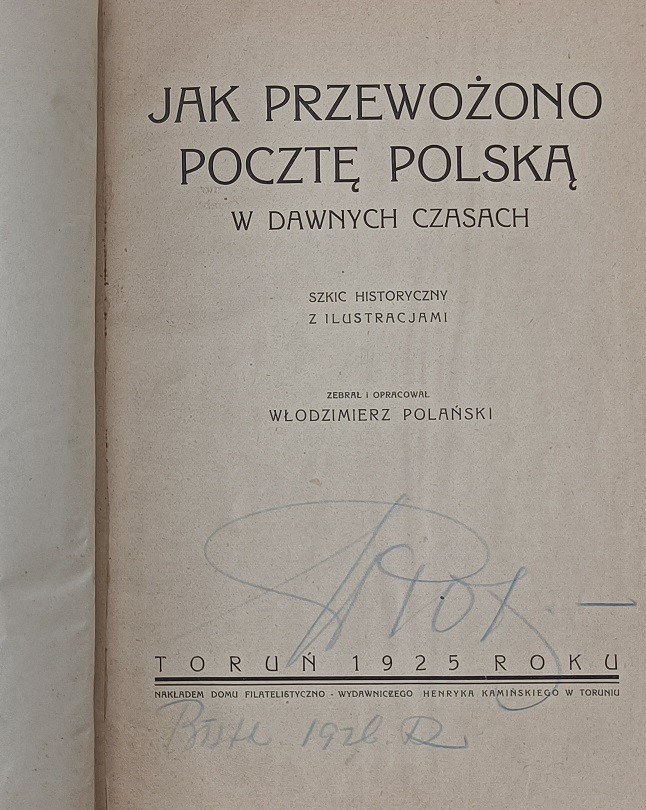 JAK PRZEWOŻONO
POCZTĘ POLSKĄ
W DAWNYCH CZASACH
SZKIC HISTORYCZNY
Z ILUSTRACJAMI
ZEBRAŁ i OPRACOWAŁ
WŁODZIMIERZ POLAŃSKI
TORUŃ 1925 ROKU
NAKŁADEM DOMU FILATELISTYCZNO - WYDAWNICZEGO HENRYKA KAMIŃSKIEGO W TORUNIU